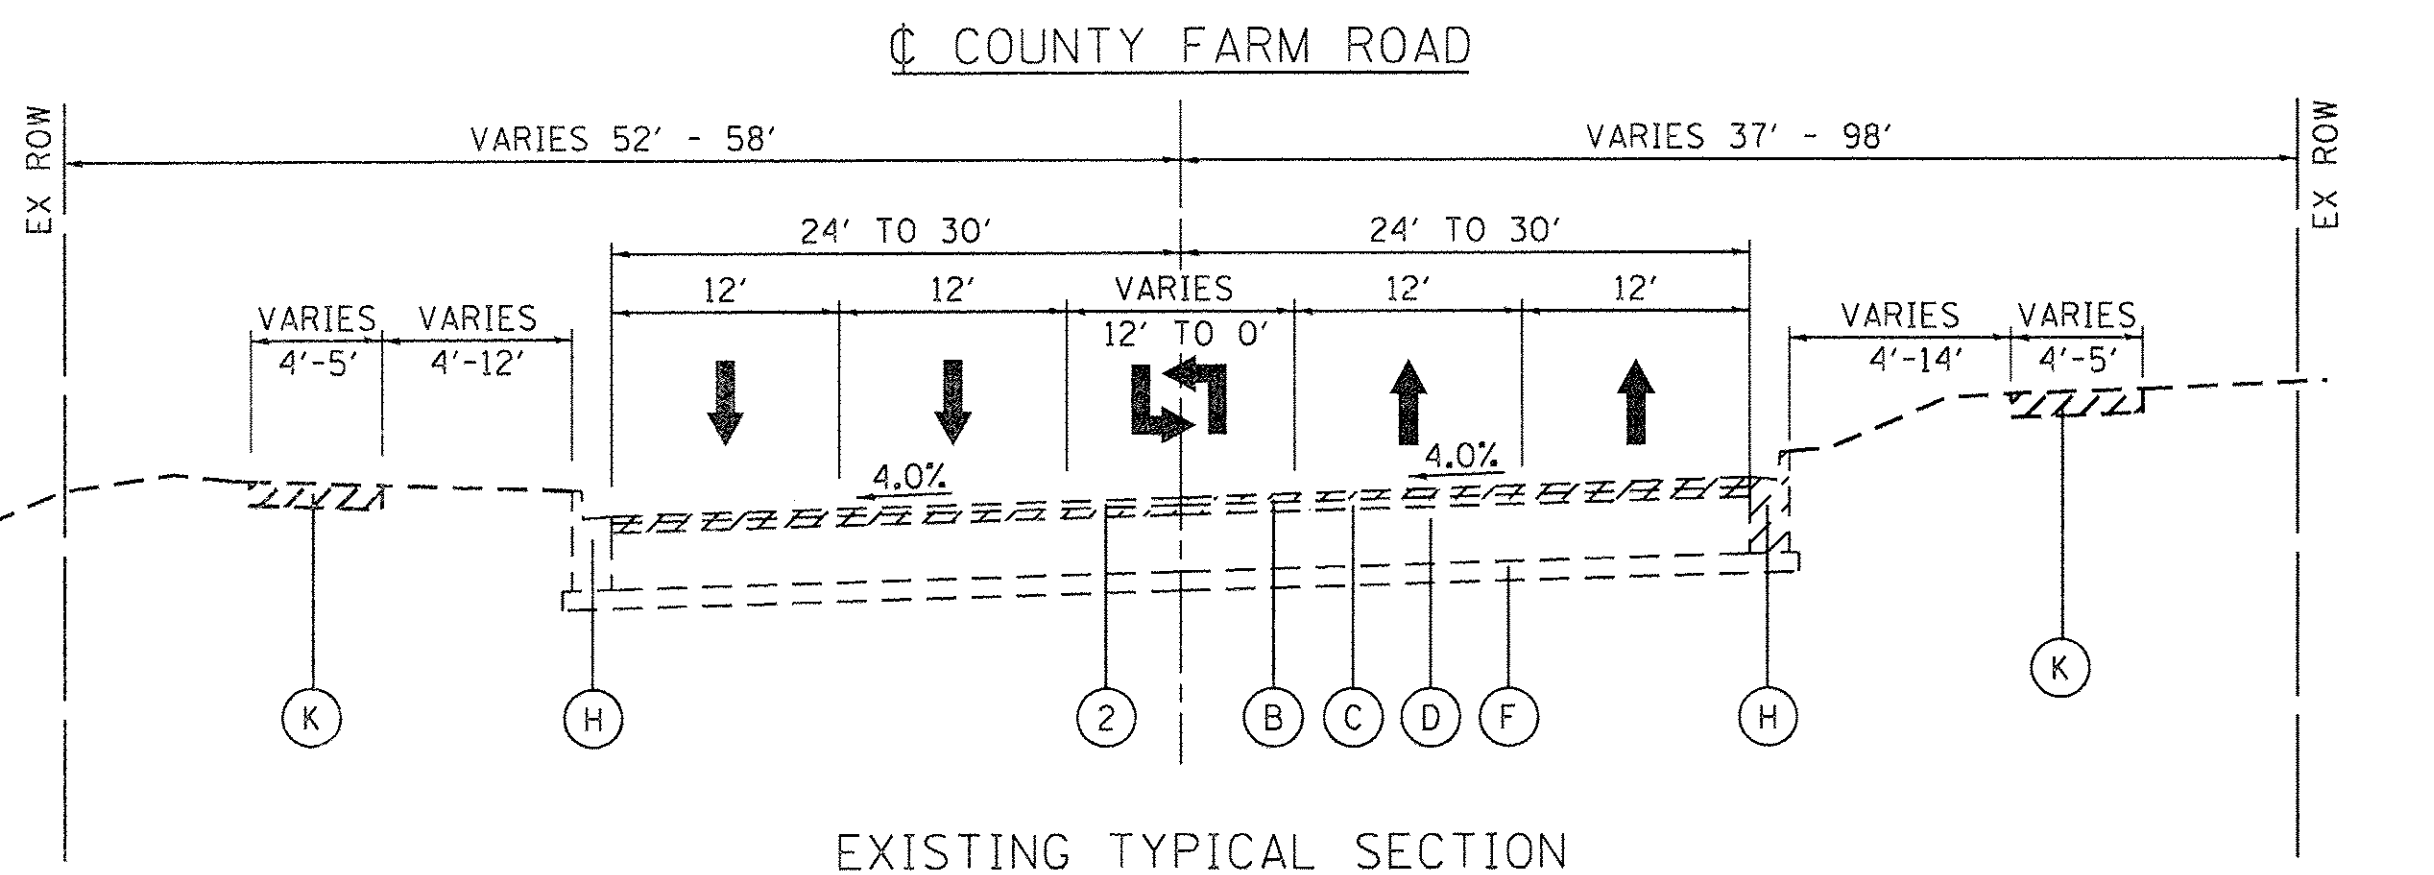 ℄ COUNTY FARM ROAD
EX ROW
VARIES 52' - 58'
VARIES 37' - 98'
EX ROW
24' TO 30'
24' TO 30'
12'
12'
VARIES
12' TO 0'
12'
12'
VARIES
4'-5'
VARIES
4'-12'
VARIES
4'-14'
VARIES
4'-5'
4.0%
4.0%
K
H
2
B
C
D
F
H
K
EXISTING TYPICAL SECTION